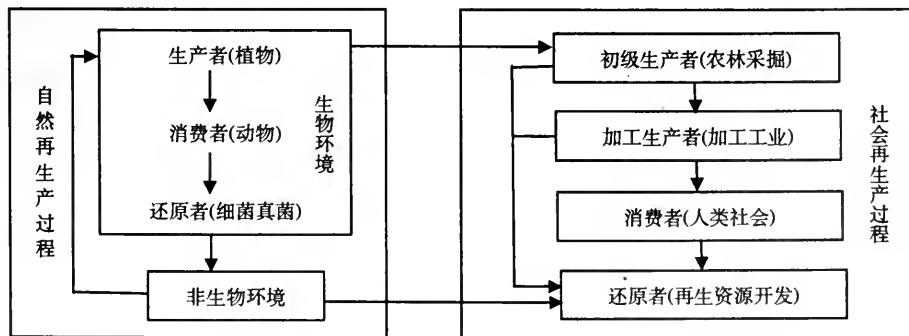 自然再生产过程
生产者(植物)
消费者(动物)
还原者(细菌真菌)
生物环境
非生物环境
初级生产者(农林采掘)
加工生产者(加工工业)
消费者(人类社会)
还原者(再生资源开发)
社会再生产过程